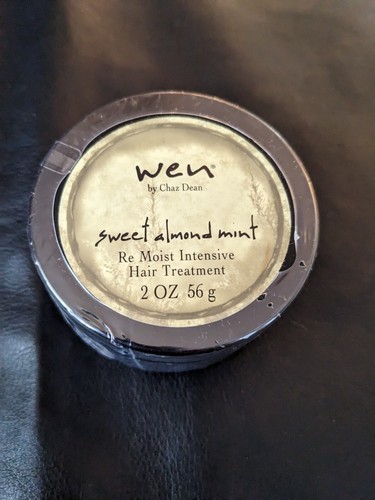 wen®
by Chaz Dean
sweet almond mint
Re Moist Intensive
Hair Treatment
2 OZ 56 g